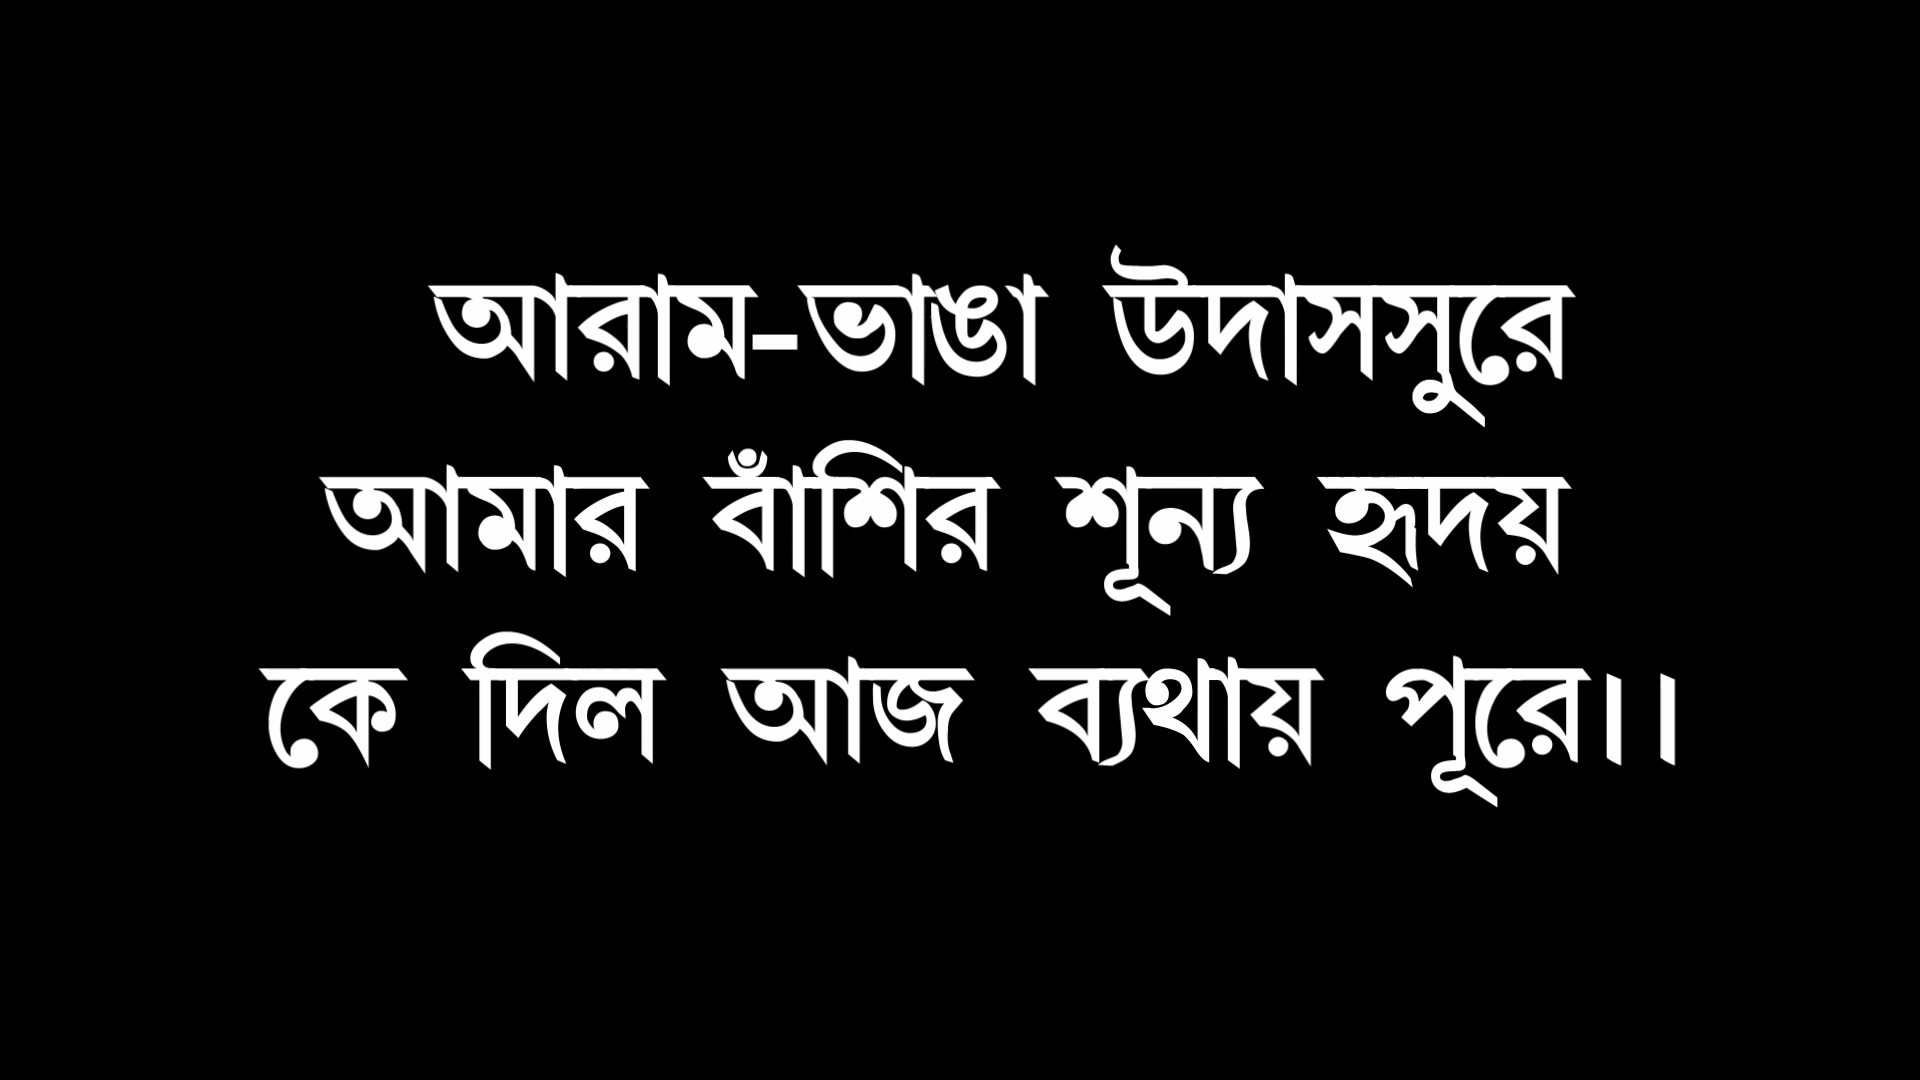 আরাম-ভাঙা উদাসসুরে
আমার বাঁশির শূন্য হৃদয়
কে দিল আজ ব্যথায় পূরে।।